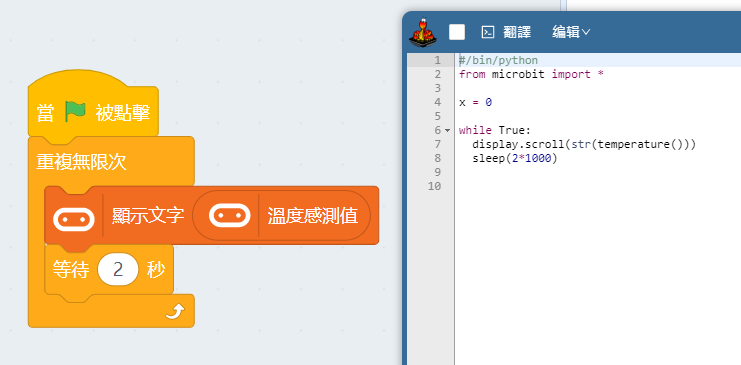 當 被點擊
重複無限次
顯示文字 溫度感測值
等待 2 秒
翻譯 编辑
1 #/bin/python
2 from microbit import *
3
4 x = 0
5
6 while True:
7   display.scroll(str(temperature()))
8   sleep(2*1000)
9
10